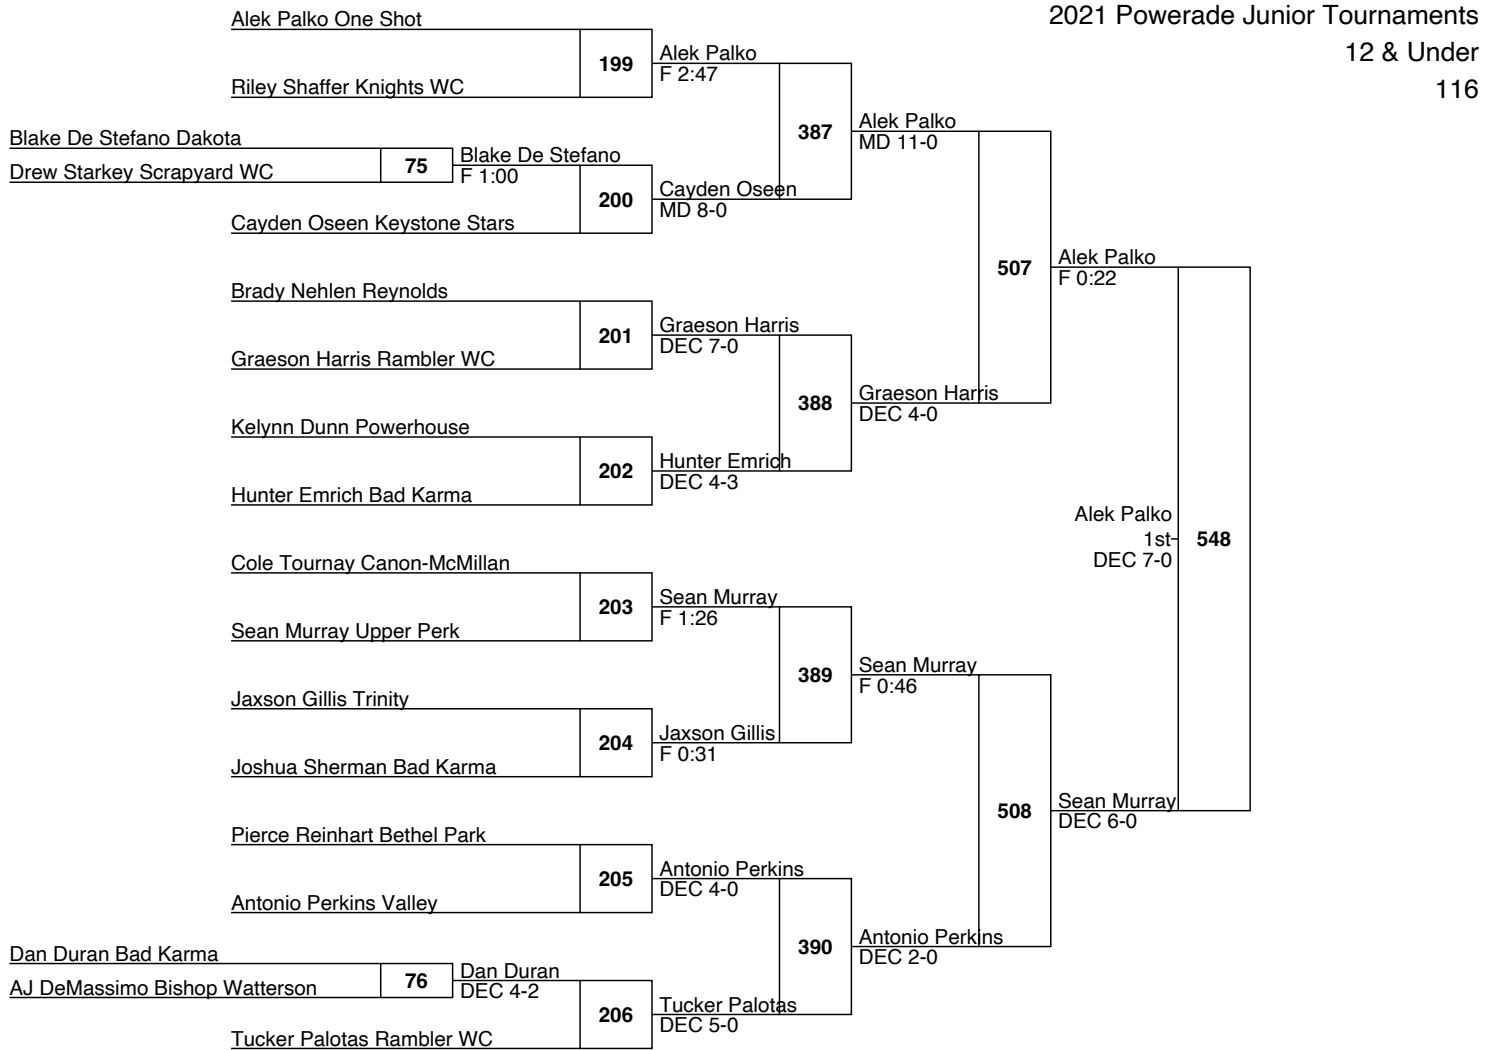 2021 Powerade Junior Tournaments
12 & Under
116
Alek Palko One Shot
199
Alek Palko
F 2:47
Riley Shaffer Knights WC
387
Alek Palko
MD 11-0
Blake De Stefano Dakota
75
Blake De Stefano
F 1:00
Drew Starkey Scrapyard WC
200
Cayden Oseen
MD 8-0
Cayden Oseen Keystone Stars
507
Alek Palko
F 0:22
Brady Nehlen Reynolds
201
Graeson Harris
DEC 7-0
Graeson Harris Rambler WC
388
Graeson Harris
DEC 4-0
Kelynn Dunn Powerhouse
202
Hunter Emrich
DEC 4-3
Hunter Emrich Bad Karma
Alek Palko
1st
DEC 7-0
548
Cole Tournay Canon-McMillan
203
Sean Murray
F 1:26
Sean Murray Upper Perk
389
Sean Murray
F 0:46
Jaxson Gillis Trinity
204
Jaxson Gillis
F 0:31
Joshua Sherman Bad Karma
508
Sean Murray
DEC 6-0
Pierce Reinhart Bethel Park
205
Antonio Perkins
DEC 4-0
Antonio Perkins Valley
390
Antonio Perkins
DEC 2-0
Dan Duran Bad Karma
76
Dan Duran
DEC 4-2
AJ DeMassimo Bishop Watterson
206
Tucker Palotas
DEC 5-0
Tucker Palotas Rambler WC